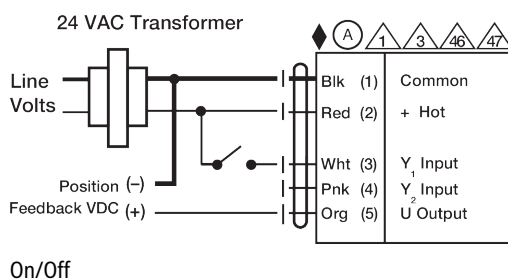 24 VAC Transformer
A 1 3 46 47
Line
Volts
Blk (1) Common
Red (2) + Hot
Wht (3) Y1 Input
Pnk (4) Y2 Input
Org (5) U Output
Position (-)
Feedback VDC (+)
On/Off